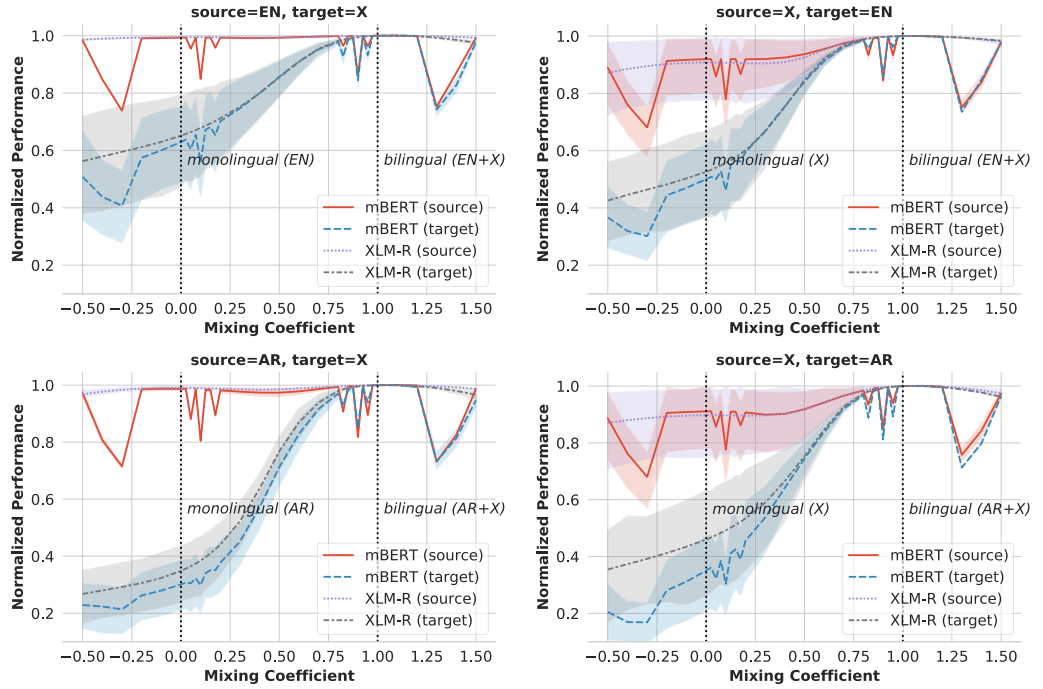 source=EN, target=X
Normalized Performance
1.0
0.8
0.6
0.4
0.2
monolingual (EN)
bilingual (EN+X)
mBERT (source)
mBERT (target)
XLM-R (source)
XLM-R (target)
−0.50 −0.25 0.00 0.25 0.50 0.75 1.00 1.25 1.50
Mixing Coefficient
source=X, target=EN
Normalized Performance
1.0
0.8
0.6
0.4
0.2
monolingual (X)
bilingual (EN+X)
mBERT (source)
mBERT (target)
XLM-R (source)
XLM-R (target)
−0.50 −0.25 0.00 0.25 0.50 0.75 1.00 1.25 1.50
Mixing Coefficient
source=AR, target=X
Normalized Performance
1.0
0.8
0.6
0.4
0.2
monolingual (AR)
bilingual (AR+X)
mBERT (source)
mBERT (target)
XLM-R (source)
XLM-R (target)
−0.50 −0.25 0.00 0.25 0.50 0.75 1.00 1.25 1.50
Mixing Coefficient
source=X, target=AR
Normalized Performance
1.0
0.8
0.6
0.4
0.2
monolingual (X)
bilingual (AR+X)
mBERT (source)
mBERT (target)
XLM-R (source)
XLM-R (target)
−0.50 −0.25 0.00 0.25 0.50 0.75 1.00 1.25 1.50
Mixing Coefficient